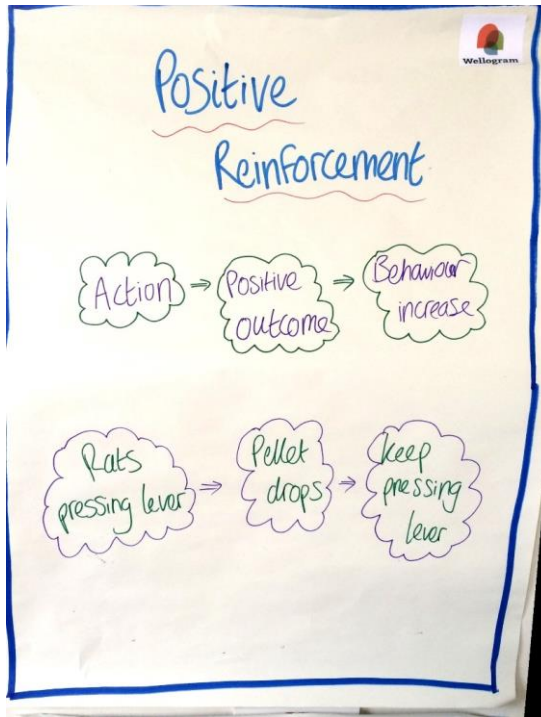 Wellogram
Positive
Reinforcement
Action ⇒ Positive outcome ⇒ Behaviour increase
Rats pressing lever ⇒ Pellet drops ⇒ keep pressing lever